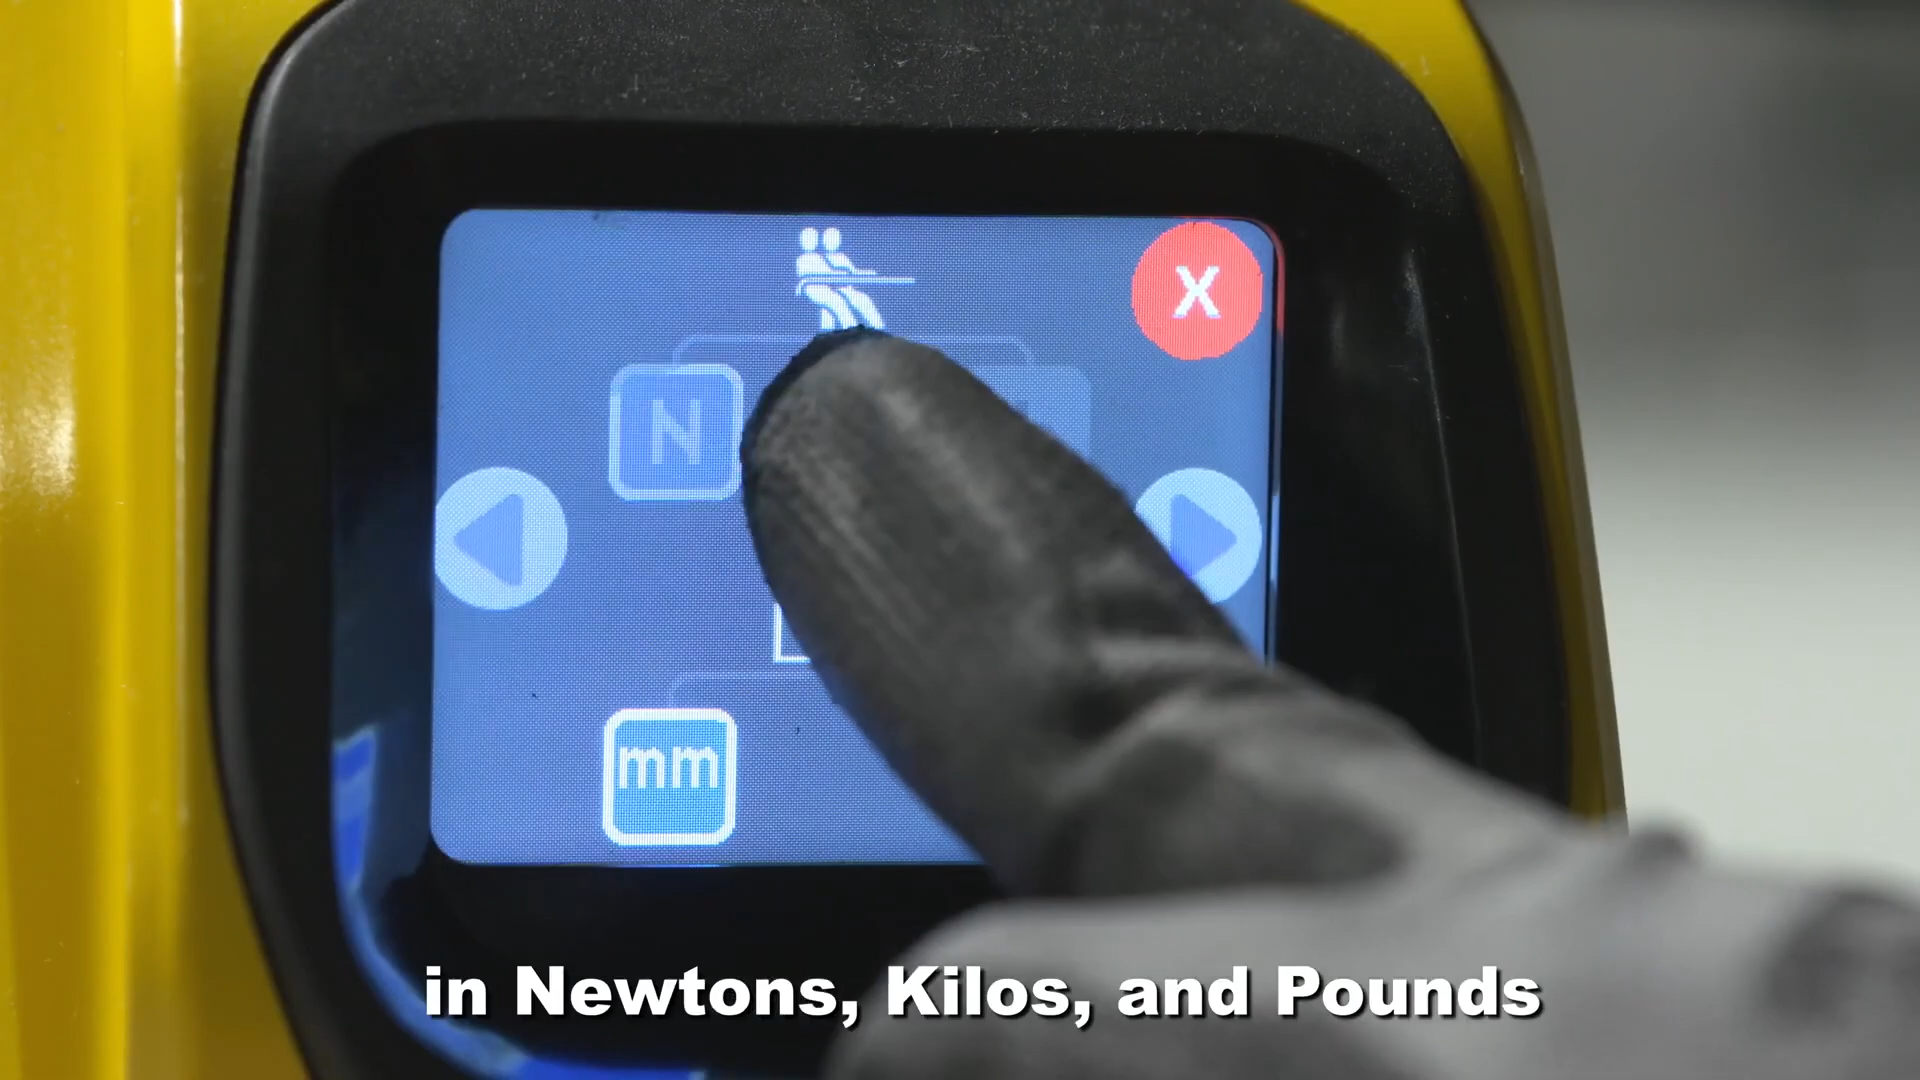 X
N
mm
in Newtons, Kilos, and Pounds